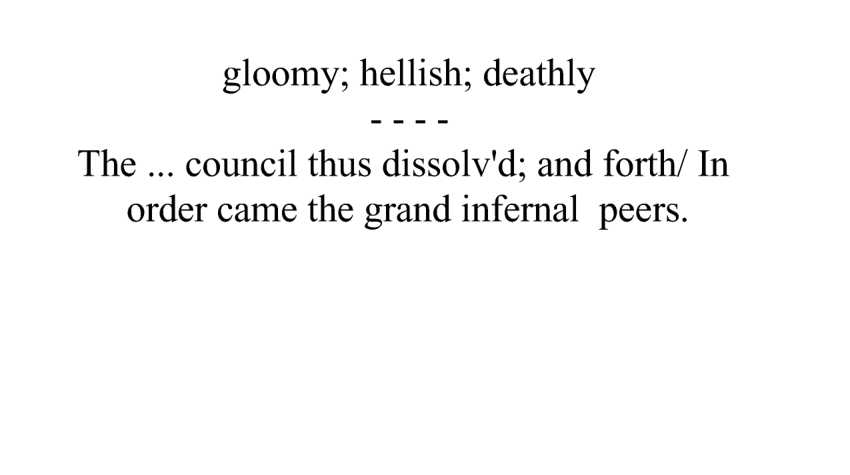 gloomy; hellish; deathly
- - - -
The ... council thus dissolv'd; and forth/ In
order came the grand infernal  peers.